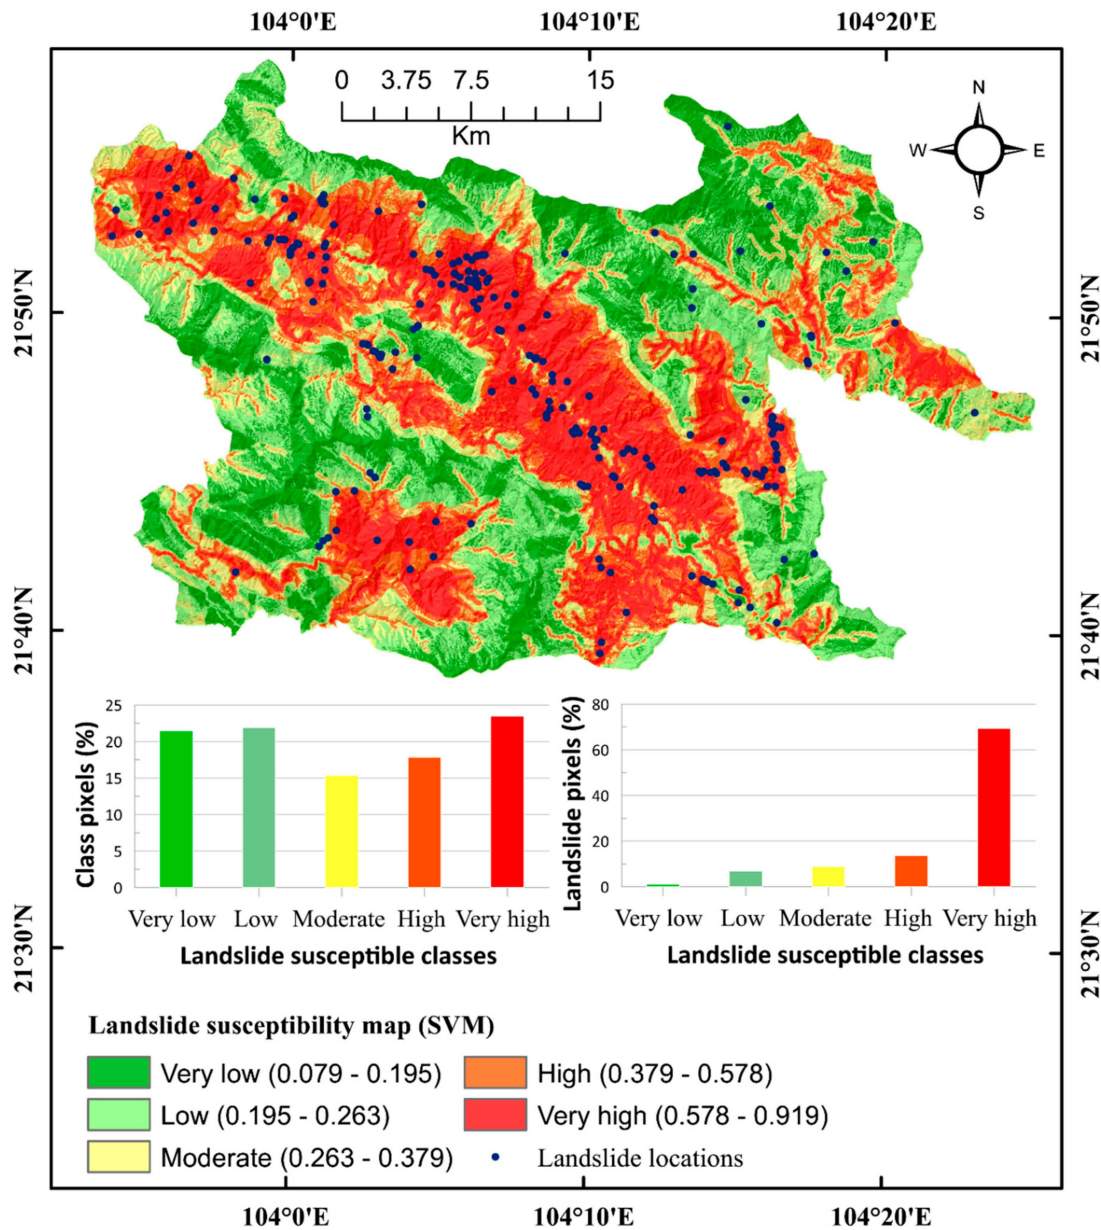 104°0'E 104°10'E 104°20'E
0 3.75 7.5 15
Km
N
W E
S
21°50'N 21°50'N
21°40'N 21°40'N
21°30'N 21°30'N
Class pixels (%)
25
20
15
10
5
0
Very low Low Moderate High Very high
Landslide susceptible classes
Landslide pixels (%)
80
60
40
20
0
Very low Low Moderate High Very high
Landslide susceptible classes
Landslide susceptibility map (SVM)
Very low (0.079 - 0.195)
Low (0.195 - 0.263)
Moderate (0.263 - 0.379)
High (0.379 - 0.578)
Very high (0.578 - 0.919)
Landslide locations
104°0'E 104°10'E 104°20'E